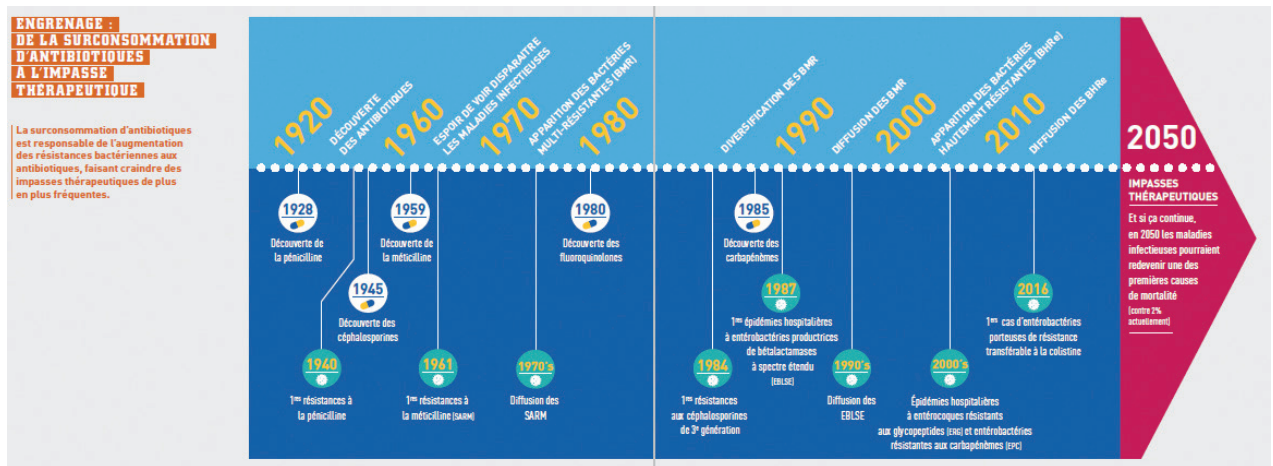 ENGRENAGE :
DE LA SURCONSOMMATION
D'ANTIBIOTIQUES
À L'IMPASSE
THÉRAPEUTIQUE
La surconsommation d'antibiotiques
est responsable de l'augmentation
des résistances bactériennes aux
antibiotiques, faisant craindre des
impasses thérapeutiques de plus
en plus fréquentes.
1920
DÉCOUVERTE
DES ANTIBIOTIQUES
1960
ESPOIR DE VOIR DISPARAITRE
LES MALADIES INFECTIEUSES
1970
APPARITION DES BACTÉRIES
MULTI-RÉSISTANTES (BMR)
1980
DIVERSIFICATION DES BMR
1990
DIFFUSION DES BMR
2000
APPARITION DES BACTÉRIES
HAUTEMENT RÉSISTANTES (BHRe)
2010
DIFFUSION DES BHRe
2050
1928
Découverte de
la pénicilline
1940
1res résistances à
la pénicilline
1945
Découverte des
céphalosporines
1959
Découverte de
la méticilline
1961
1res résistances à
la méticilline (SARM)
1970's
Diffusion des
SARM
1980
Découverte des
fluoroquinolones
1984
1res résistances
aux céphalosporines
de 3e génération
1985
Découverte des
carbapénèmes
1987
1res épidémies hospitalières
à entérobactéries productrices
de bétalactamases
à spectre étendu
(EBLSE)
1990's
Diffusion des
EBLSE
2000's
Épidémies hospitalières
à entérocoques résistants
aux glycopeptides (ERG) et entérobactéries
résistantes aux carbapénèmes (EPC)
2016
1ers cas d'entérobactéries
porteuses de résistance
transférable à la colistine
IMPASSES
THÉRAPEUTIQUES
Et si ça continue,
en 2050 les maladies
infectieuses pourraient
redevenir une des
premières causes
de mortalité
(contre 2%
actuellement)